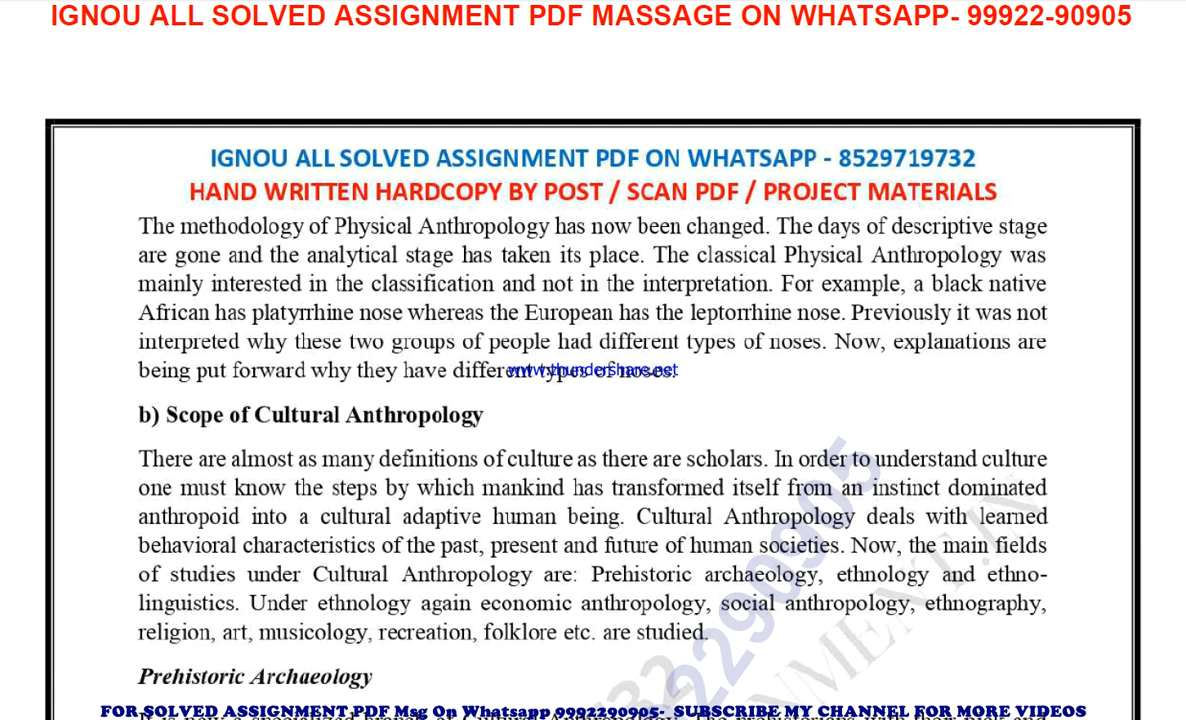 IGNOU ALL SOLVED ASSIGNMENT PDF MASSAGE ON WHATSAPP- 99922-90905
IGNOU ALL SOLVED ASSIGNMENT PDF ON WHATSAPP - 8529719732
HAND WRITTEN HARDCOPY BY POST / SCAN PDF / PROJECT MATERIALS
The methodology of Physical Anthropology has now been changed. The days of descriptive stage
are gone and the analytical stage has taken its place. The classical Physical Anthropology was
mainly interested in the classification and not in the interpretation. For example, a black native
African has platyrrhine nose whereas the European has the leptorrhine nose. Previously it was not
interpreted why these two groups of people had different types of noses. Now, explanations are
being put forward why they have different types of noses.
www.thundershare.net
b) Scope of Cultural Anthropology
There are almost as many definitions of culture as there are scholars. In order to understand culture
one must know the steps by which mankind has transformed itself from an instinct dominated
anthropoid into a cultural adaptive human being. Cultural Anthropology deals with learned
behavioral characteristics of the past, present and future of human societies. Now, the main fields
of studies under Cultural Anthropology are: Prehistoric archaeology, ethnology and ethno-
linguistics. Under ethnology again economic anthropology, social anthropology, ethnography,
religion, art, musicology, recreation, folklore etc. are studied.
Prehistoric Archaeology
FOR SOLVED ASSIGNMENT PDF Msg On Whatsapp 9992290905- SUBSCRIBE MY CHANNEL FOR MORE VIDEOS